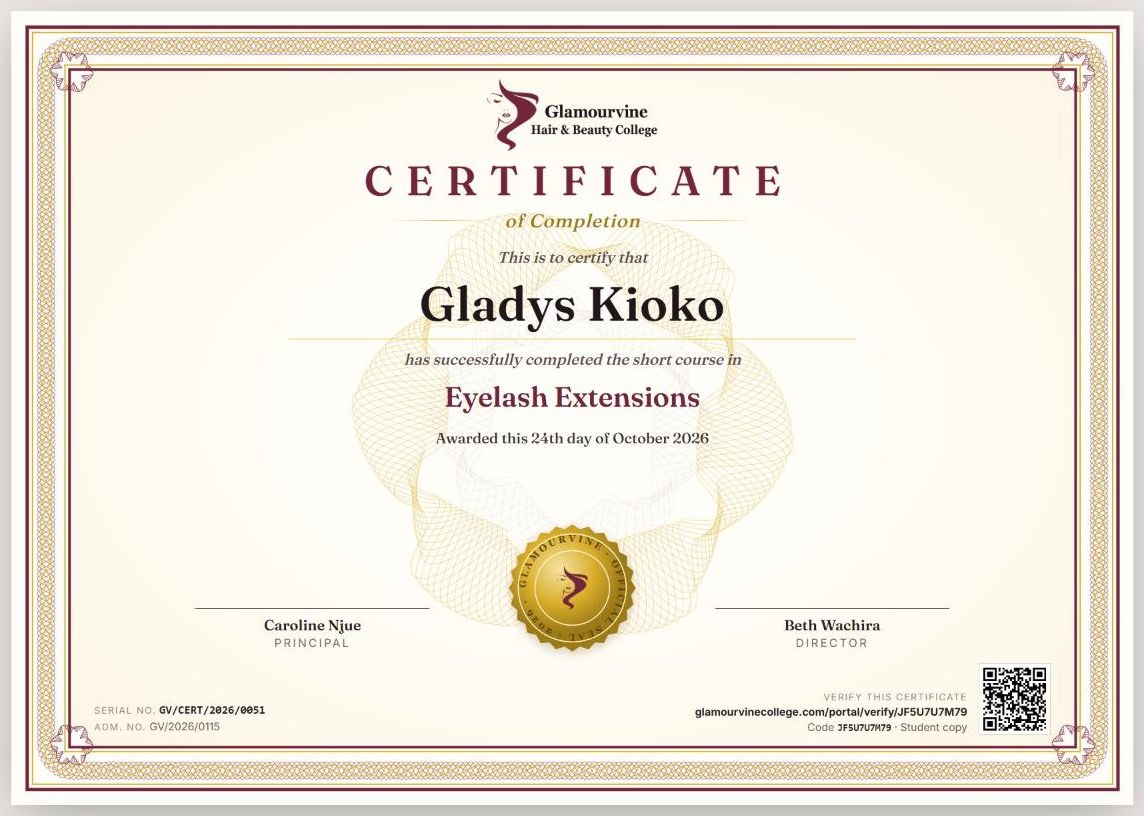 Glamourvine
Hair & Beauty College
CERTIFICATE
of Completion
This is to certify that
Gladys Kioko
has successfully completed the short course in
Eyelash Extensions
Awarded this 24th day of October 2026
GLAMOURVINE · OFFICIAL SEAL · 2026 ·
Caroline Njue
PRINCIPAL
Beth Wachira
DIRECTOR
SERIAL NO. GV/CERT/2026/0051
ADM. NO. GV/2026/0115
VERIFY THIS CERTIFICATE
glamourvinecollege.com/portal/verify/JF5U7U7M79
Code JF5U7U7M79 · Student copy